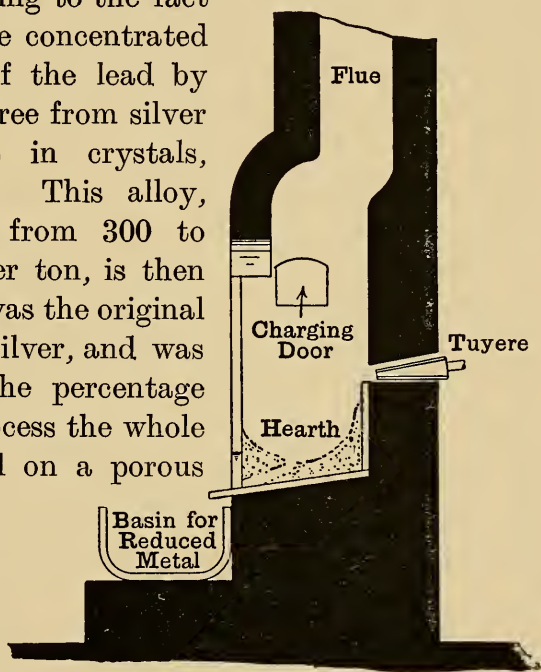 ing to the fact
e concentrated
f the lead by
ree from silver
in crystals,
This alloy,
from 300 to
er ton, is then
was the original
ilver, and was
he percentage
cess the whole
l on a porous
Flue
Charging
Door
Tuyere
Hearth
Basin for
Reduced
Metal